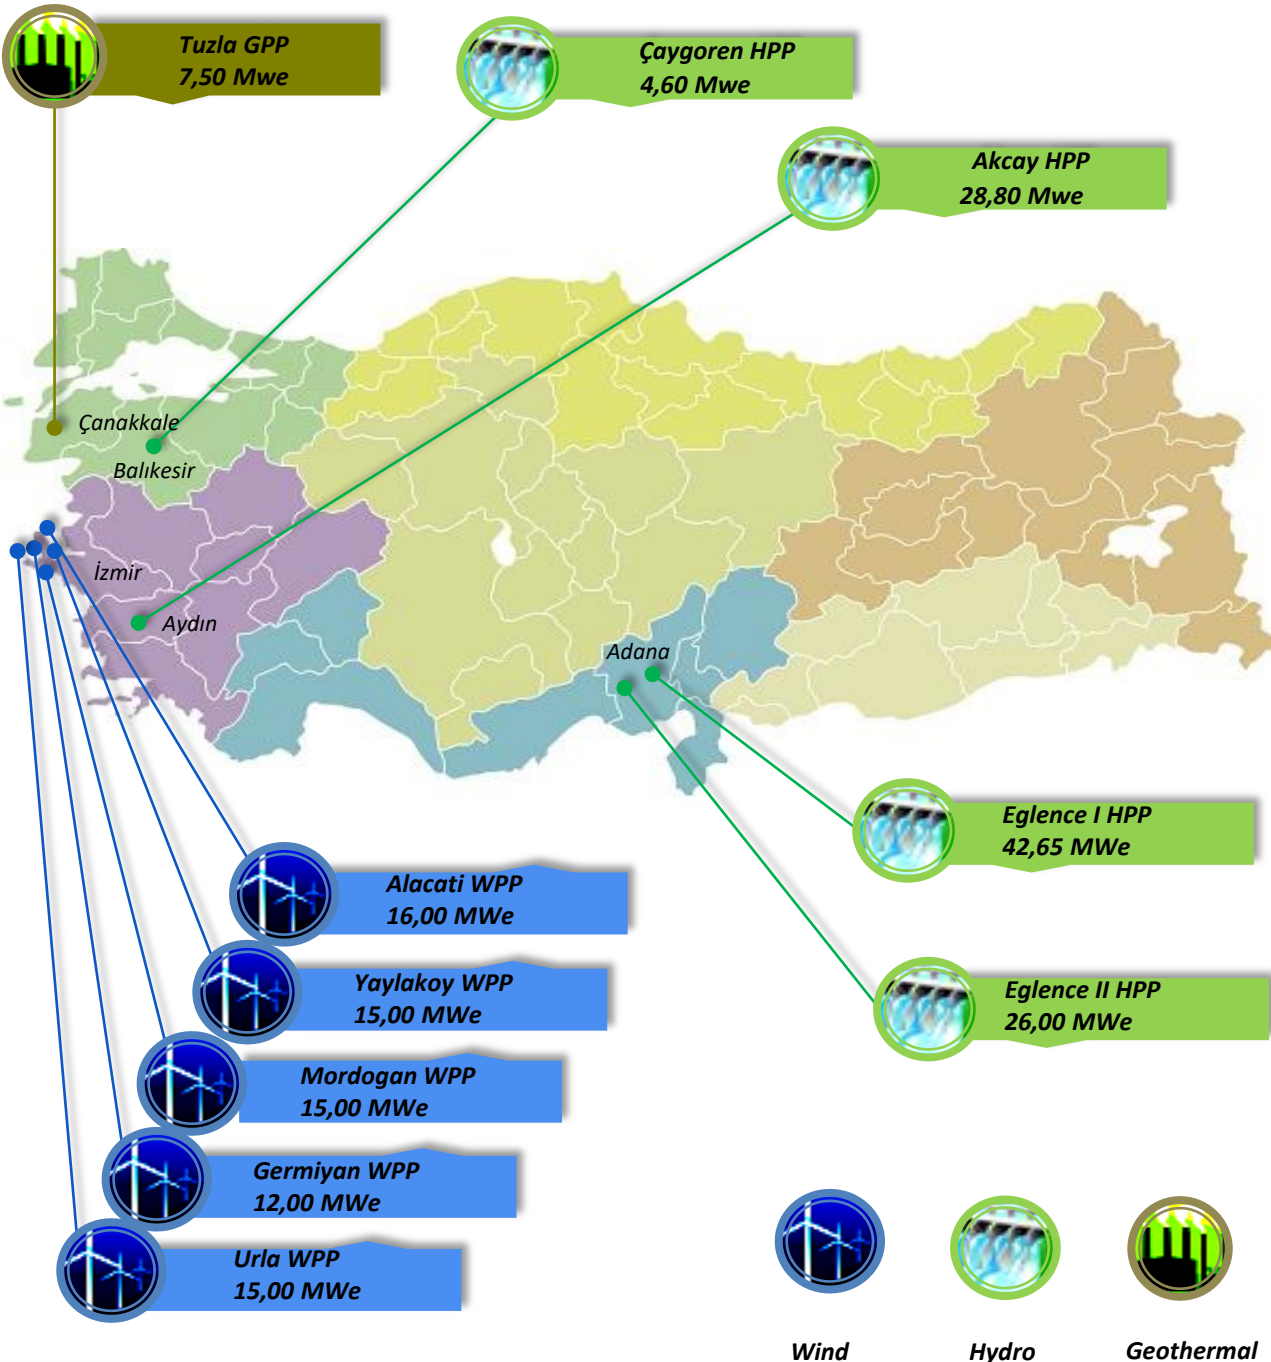 Tuzla GPP
7,50 Mwe
Çaygoren HPP
4,60 Mwe
Akcay HPP
28,80 Mwe
Çanakkale
Balıkesir
İzmir
Aydın
Adana
Eglence I HPP
42,65 MWe
Alacati WPP
16,00 MWe
Yaylakoy WPP
15,00 MWe
Eglence II HPP
26,00 MWe
Mordogan WPP
15,00 MWe
Germiyan WPP
12,00 MWe
Urla WPP
15,00 MWe
Wind
Hydro
Geothermal